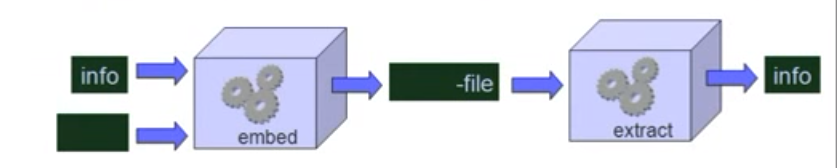 info
embed
-file
extract
info